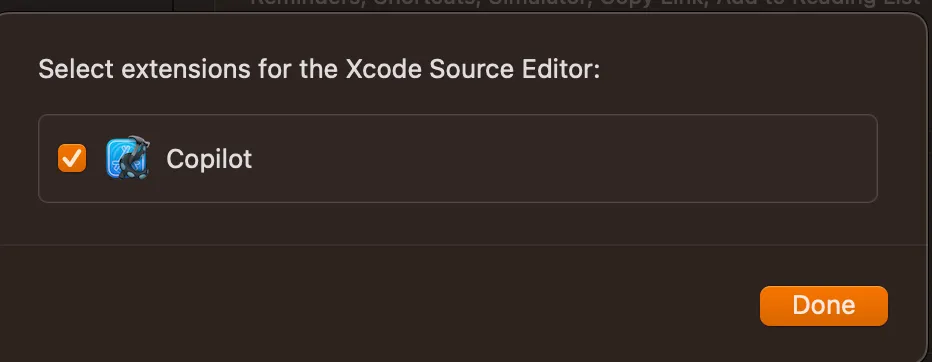 Reminders, Shortcuts, Simulator, Copy Link, Add to Reading List
Select extensions for the Xcode Source Editor:
Copilot
Done